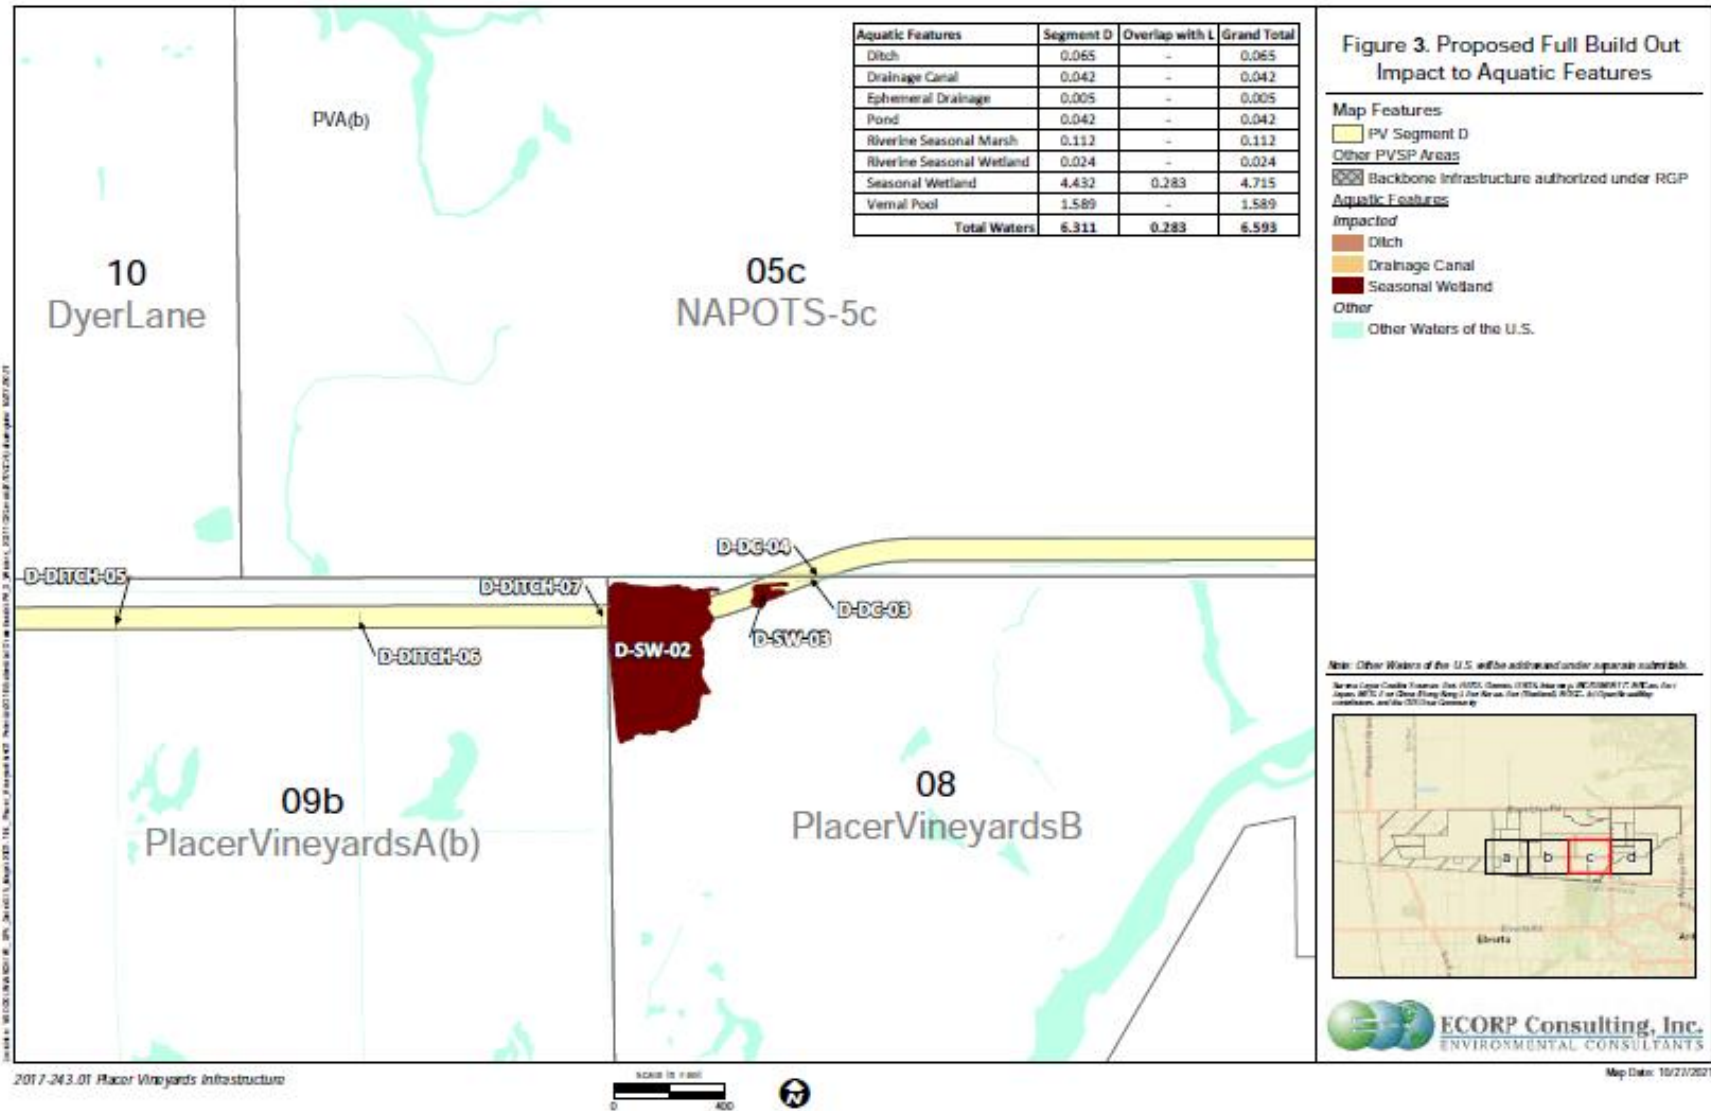 Aquatic Features Segment D Overlap with L Grand Total
Ditch 0.065 - 0.065
Drainage Canal 0.042 - 0.042
Ephemeral Drainage 0.005 - 0.005
Pond 0.042 - 0.042
Riverine Seasonal Marsh 0.112 - 0.112
Riverine Seasonal Wetland 0.024 - 0.024
Seasonal Wetland 4.432 0.283 4.715
Vernal Pool 1.589 - 1.589
Total Waters 6.311 0.283 6.593
PVA(b)
10
DyerLane
05c
NAPOTS-5c
D-DC-04
D-DITCH-05
D-DITCH-07
D-DC-03
D-SW-03
D-SW-02
D-DITCH-06
09b
PlacerVineyardsA(b)
08
PlacerVineyardsB
Figure 3. Proposed Full Build Out
Impact to Aquatic Features
Map Features
PV Segment D
Other PVSP Areas
Backbone Infrastructure authorized under RGP
Aquatic Features
Impacted
Ditch
Drainage Canal
Seasonal Wetland
Other
Other Waters of the U.S.
Note: Other Waters of the U.S. will be addressed under separate submittals.
a b c d
Elverta
ECORP Consulting, Inc.
ENVIRONMENTAL CONSULTANTS
Map Date: 10/27/2021
2017-243.01 Placer Vineyards Infrastructure
Scale in Feet
0 400
N